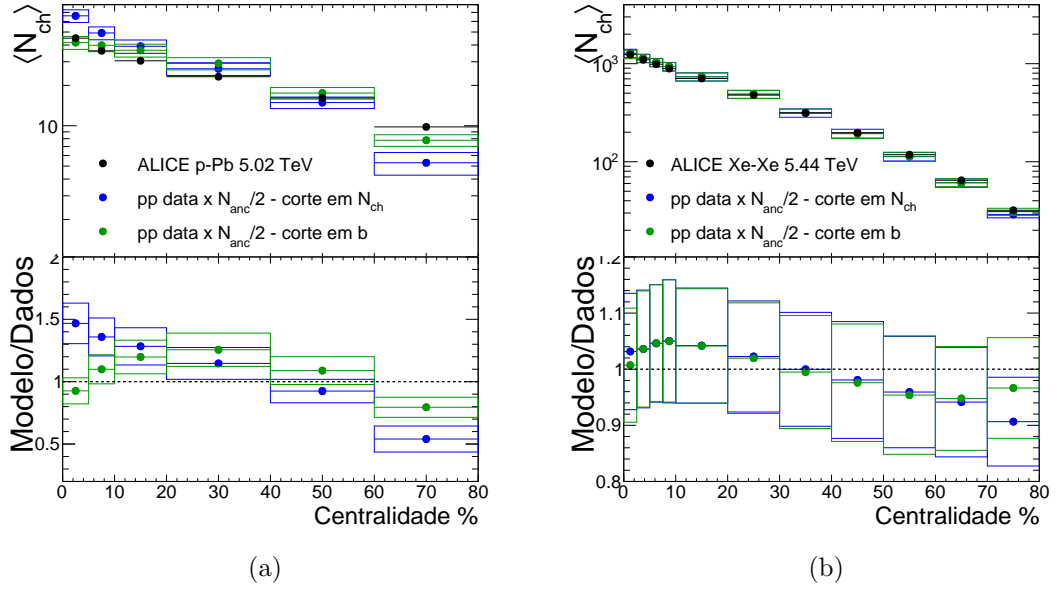 ⟨N_ch⟩
10
ALICE p-Pb 5.02 TeV
pp data x N_anc/2 - corte em N_ch
pp data x N_anc/2 - corte em b
Modelo/Dados
2
1.5
1
0.5
0 10 20 30 40 50 60 70 80
Centralidade %
(a)
⟨N_ch⟩
10^3
10^2
ALICE Xe-Xe 5.44 TeV
pp data x N_anc/2 - corte em N_ch
pp data x N_anc/2 - corte em b
Modelo/Dados
1.2
1.1
1
0.9
0.8
0 10 20 30 40 50 60 70 80
Centralidade %
(b)